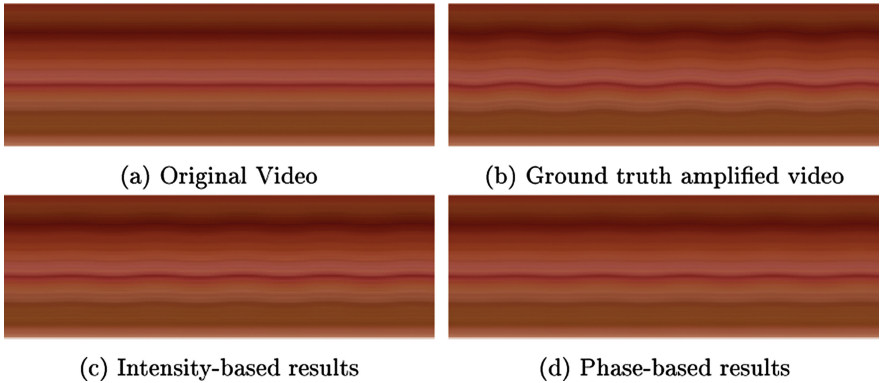 (a) Original Video
(b) Ground truth amplified video
(c) Intensity-based results
(d) Phase-based results